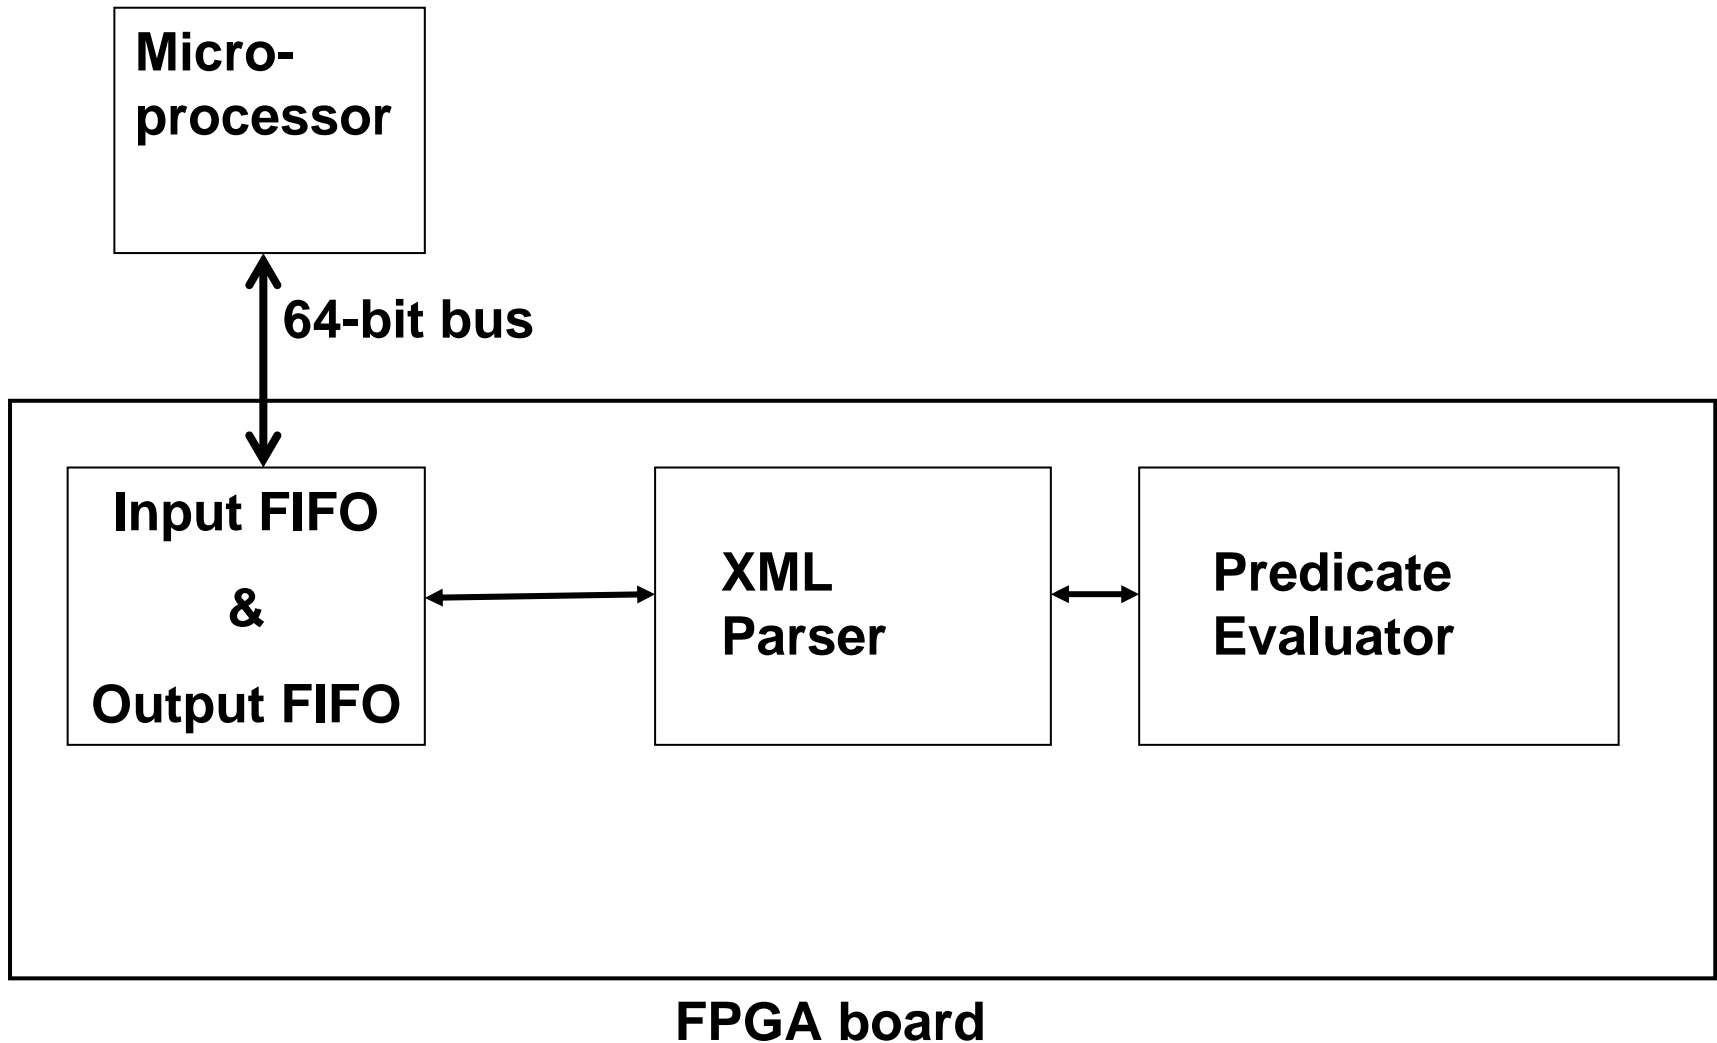 Micro-
processor
64-bit bus
Input FIFO
&
Output FIFO
XML
Parser
Predicate
Evaluator
FPGA board